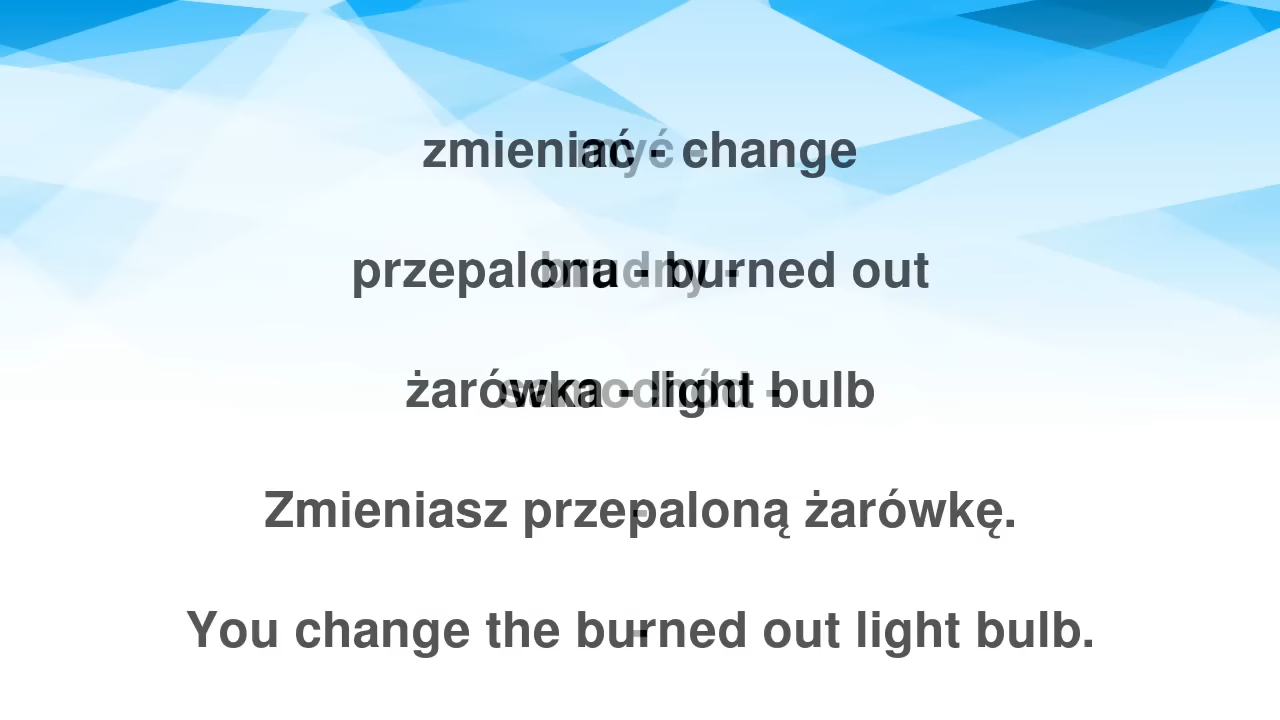 zmieniać - change
przepalona - burned out
żarówka - light bulb
Zmieniasz przepaloną żarówkę.
You change the burned out light bulb.